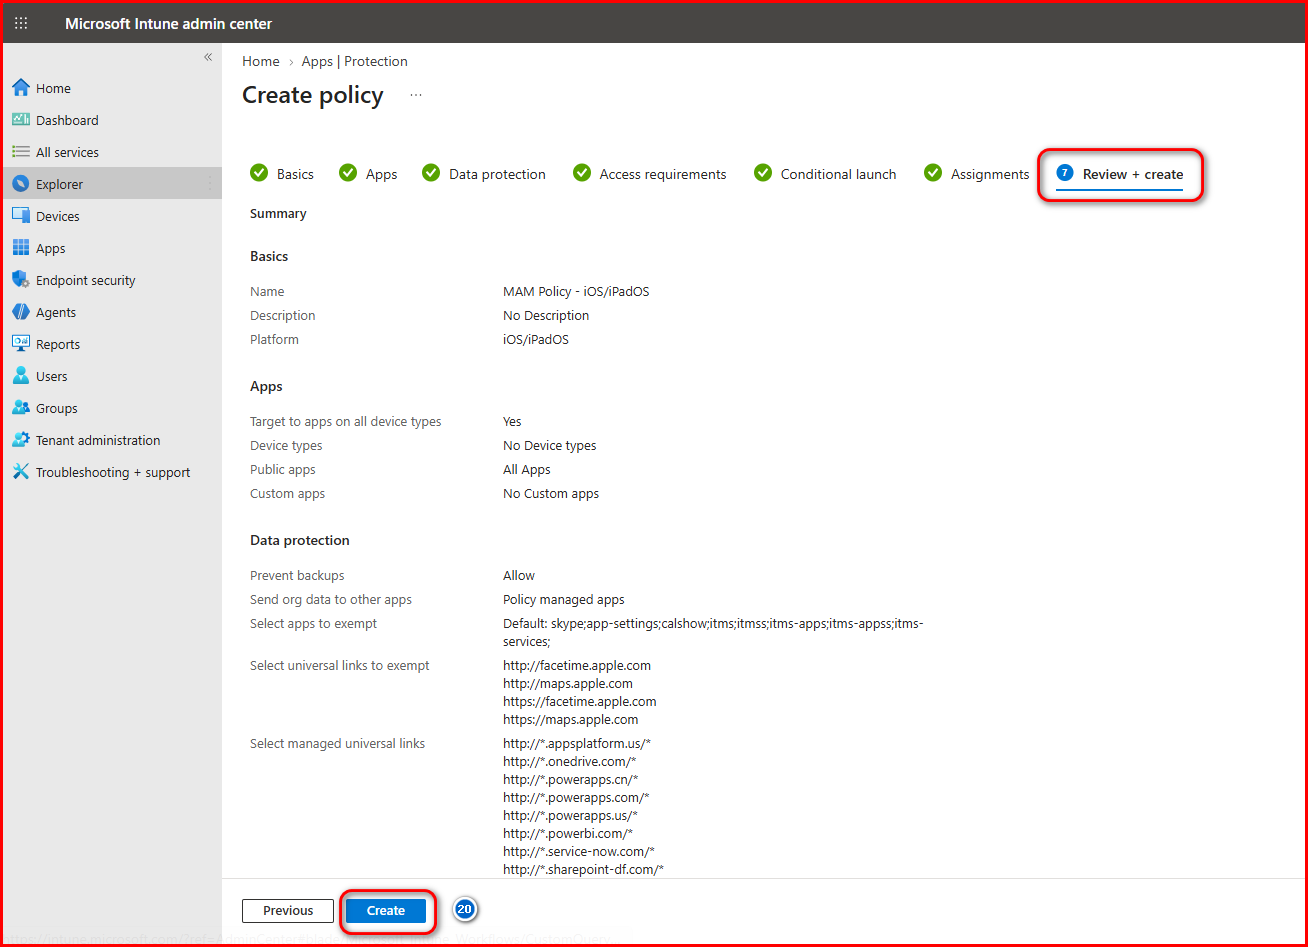 Microsoft Intune admin center
«
Home
Dashboard
All services
Explorer
Devices
Apps
Endpoint security
Agents
Reports
Users
Groups
Tenant administration
Troubleshooting + support
Home › Apps | Protection
Create policy ...
Basics Apps Data protection Access requirements Conditional launch Assignments 7 Review + create
Summary
Basics
Name MAM Policy - iOS/iPadOS
Description No Description
Platform iOS/iPadOS
Apps
Target to apps on all device types Yes
Device types No Device types
Public apps All Apps
Custom apps No Custom apps
Data protection
Prevent backups Allow
Send org data to other apps Policy managed apps
Select apps to exempt Default: skype;app-settings;calshow;itms;itmss;itms-apps;itms-appss;itms-
services;
Select universal links to exempt http://facetime.apple.com
http://maps.apple.com
https://facetime.apple.com
https://maps.apple.com
Select managed universal links http://*.appsplatform.us/*
http://*.onedrive.com/*
http://*.powerapps.cn/*
http://*.powerapps.com/*
http://*.powerapps.us/*
http://*.powerbi.com/*
http://*.service-now.com/*
http://*.sharepoint-df.com/*
Previous Create 20